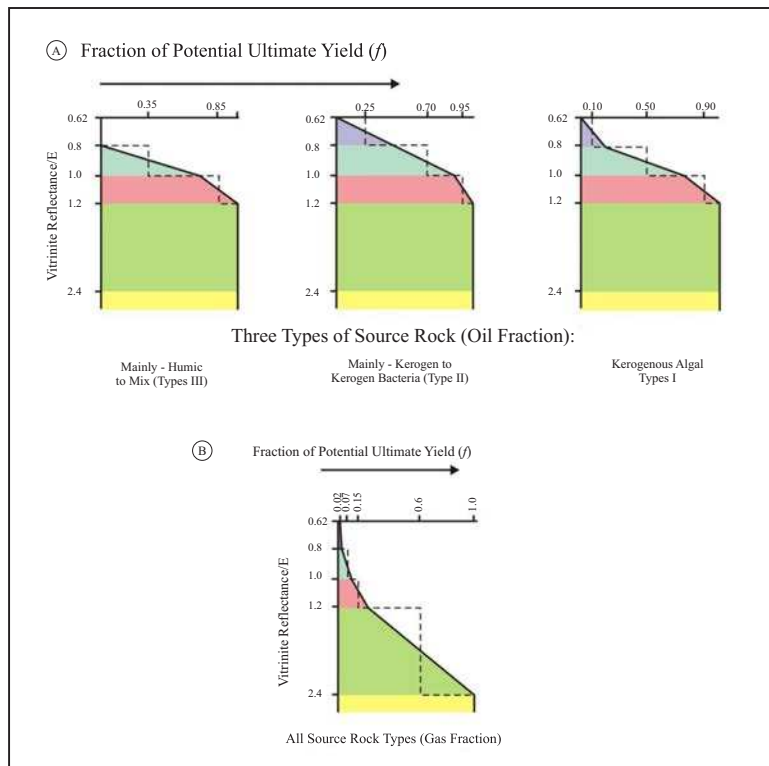 A Fraction of Potential Ultimate Yield (f)
0.35 0.85
0.62
0.8
1.0
1.2
2.4
Vitrinite Reflectance/E
0.25 0.70 0.95
0.62
0.8
1.0
1.2
2.4
0.10 0.50 0.90
0.62
0.8
1.0
1.2
2.4
Three Types of Source Rock (Oil Fraction):
Mainly - Humic
to Mix (Types III)
Mainly - Kerogen to
Kerogen Bacteria (Type II)
Kerogenous Algal
Types I
B Fraction of Potential Ultimate Yield (f)
0.02 0.07 0.15 0.6 1.0
0.62
0.8
1.0
1.2
2.4
Vitrinite Reflectance/E
All Source Rock Types (Gas Fraction)